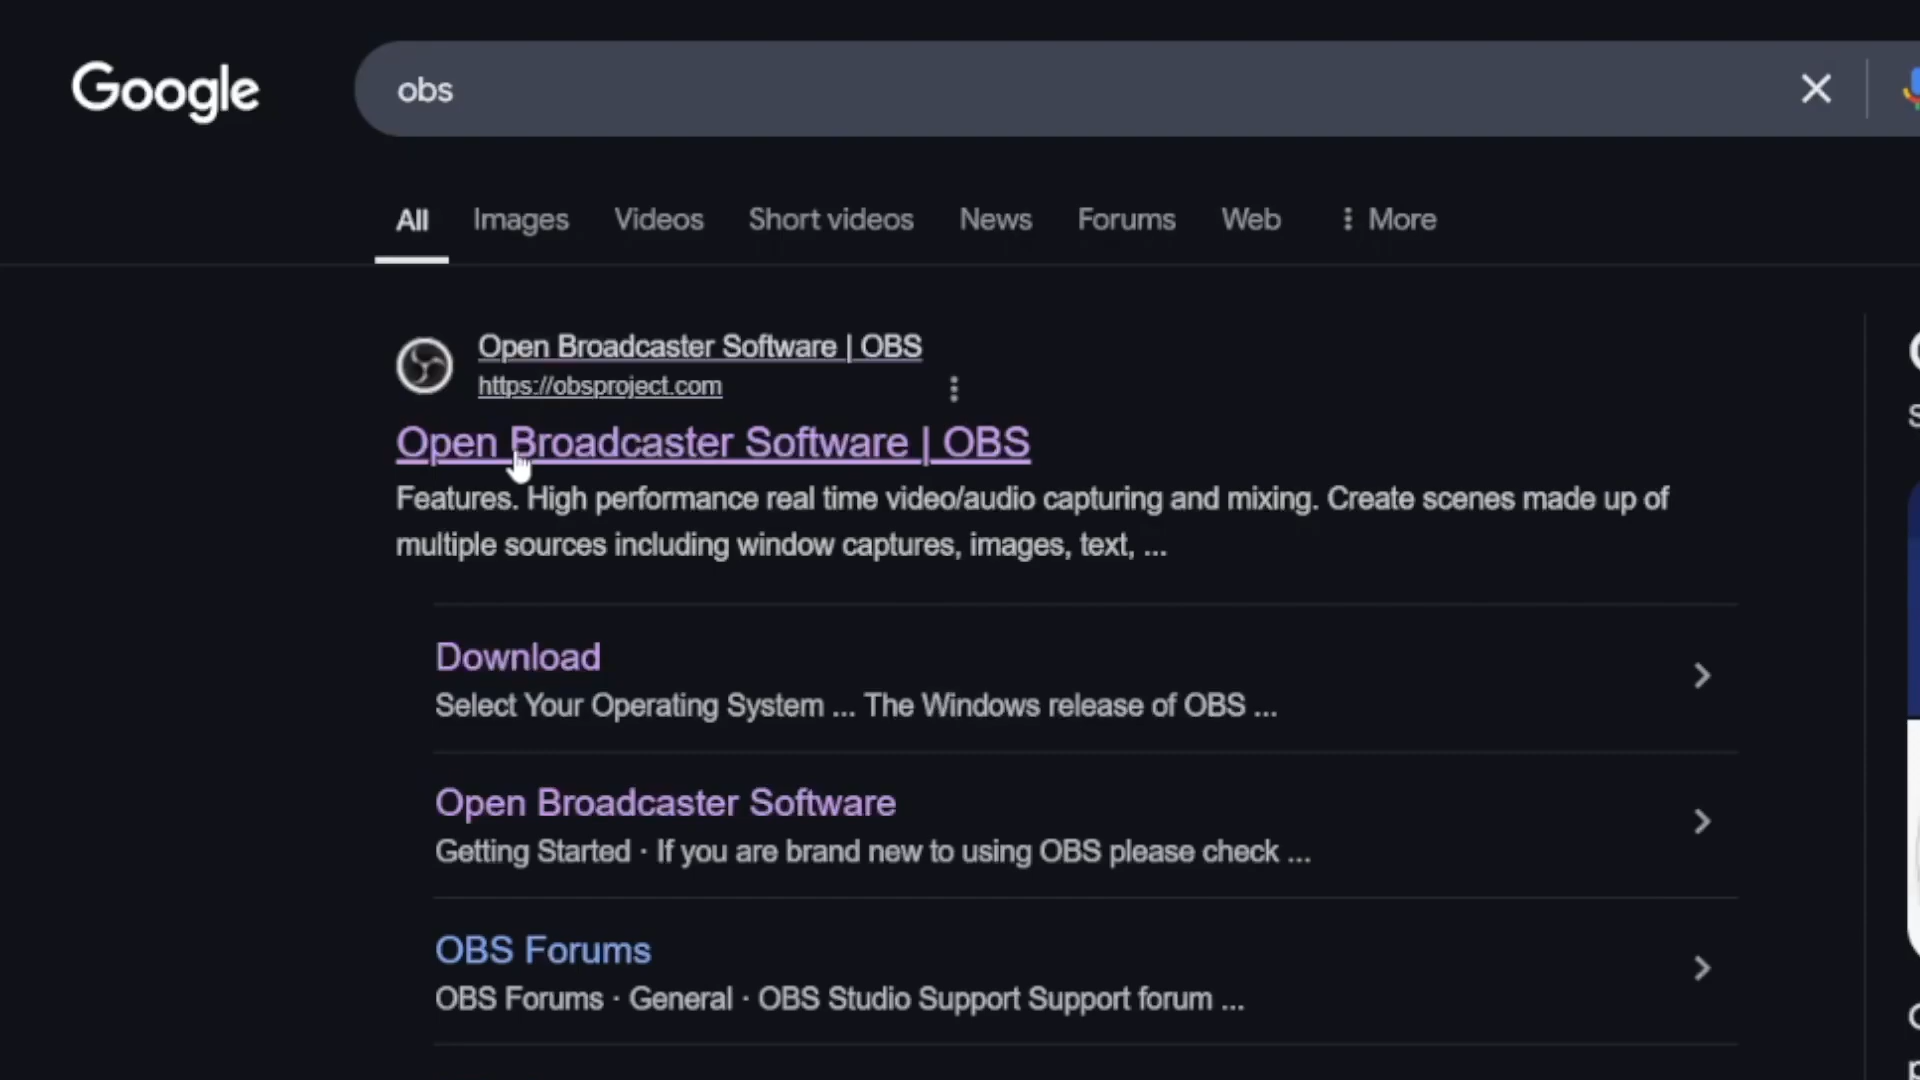 Google
obs
All Images Videos Short videos News Forums Web More
Open Broadcaster Software | OBS
https://obsproject.com
Open Broadcaster Software | OBS
Features. High performance real time video/audio capturing and mixing. Create scenes made up of
multiple sources including window captures, images, text, ...
Download
Select Your Operating System ... The Windows release of OBS ...
Open Broadcaster Software
Getting Started · If you are brand new to using OBS please check ...
OBS Forums
OBS Forums · General · OBS Studio Support Support forum ...